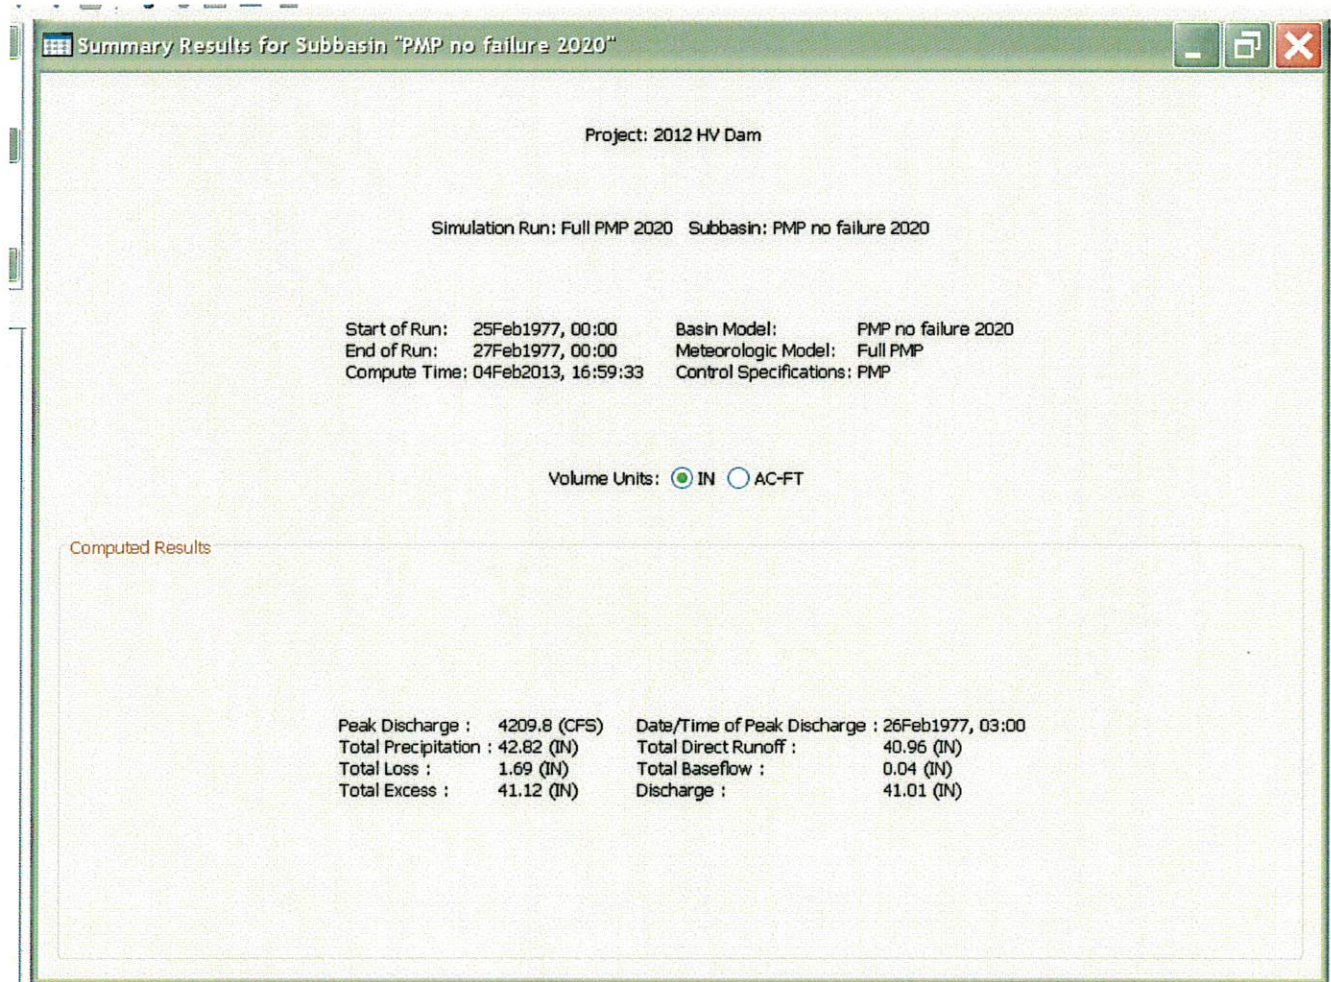 Summary Results for Subbasin "PMP no failure 2020"
Project: 2012 HV Dam
Simulation Run: Full PMP 2020 Subbasin: PMP no failure 2020
Start of Run: 25Feb1977, 00:00 Basin Model: PMP no failure 2020
End of Run: 27Feb1977, 00:00 Meteorologic Model: Full PMP
Compute Time: 04Feb2013, 16:59:33 Control Specifications: PMP
Volume Units: IN AC-FT
Computed Results
Peak Discharge : 4209.8 (CFS) Date/Time of Peak Discharge : 26Feb1977, 03:00
Total Precipitation : 42.82 (IN) Total Direct Runoff : 40.96 (IN)
Total Loss : 1.69 (IN) Total Baseflow : 0.04 (IN)
Total Excess : 41.12 (IN) Discharge : 41.01 (IN)